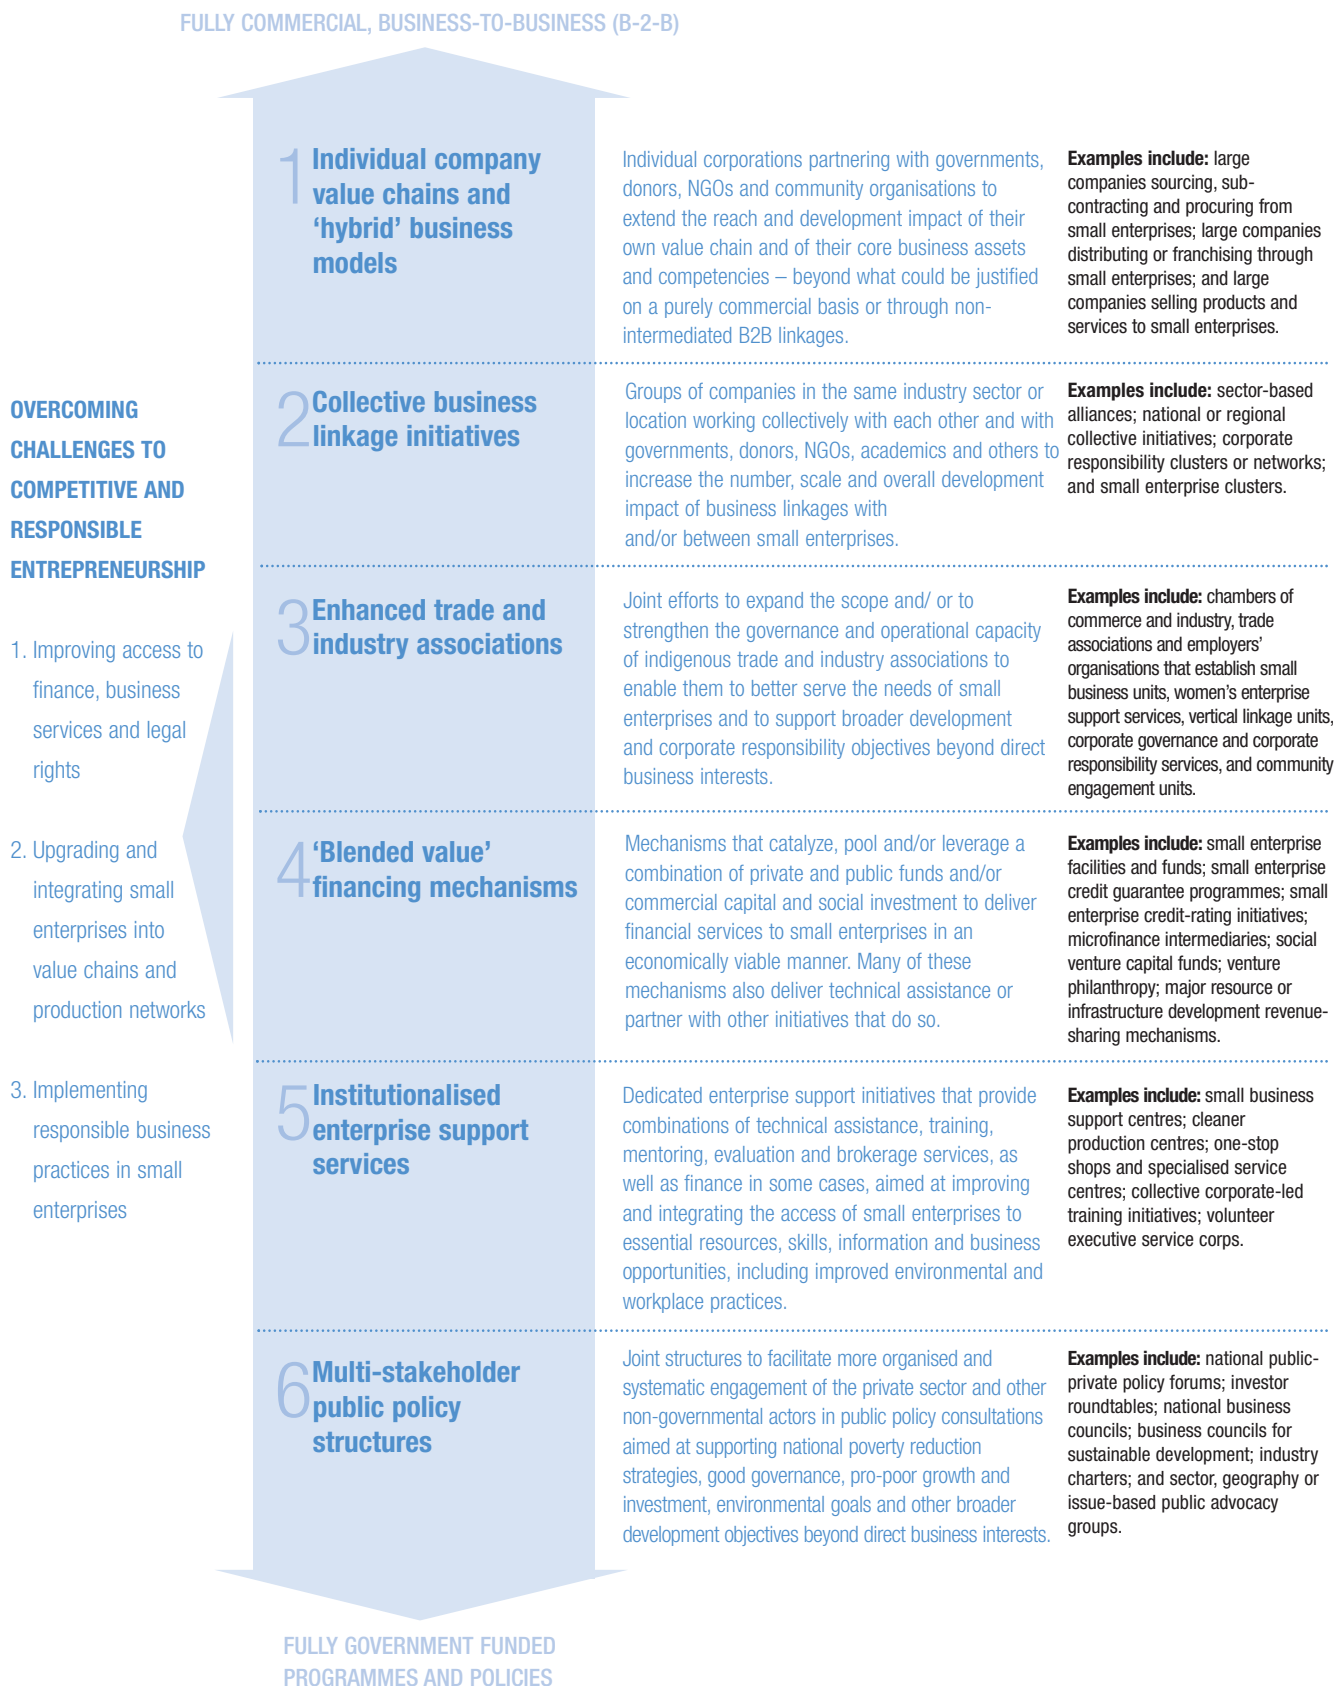 FULLY COMMERCIAL, BUSINESS-TO-BUSINESS (B-2-B)
OVERCOMING
CHALLENGES TO
COMPETITIVE AND
RESPONSIBLE
ENTREPRENEURSHIP
1. Improving access to
finance, business
services and legal
rights
2. Upgrading and
integrating small
enterprises into
value chains and
production networks
3. Implementing
responsible business
practices in small
enterprises
1 Individual company
value chains and
‘hybrid’ business
models
Individual corporations partnering with governments,
donors, NGOs and community organisations to
extend the reach and development impact of their
own value chain and of their core business assets
and competencies – beyond what could be justified
on a purely commercial basis or through non-
intermediated B2B linkages.
Examples include: large
companies sourcing, sub-
contracting and procuring from
small enterprises; large companies
distributing or franchising through
small enterprises; and large
companies selling products and
services to small enterprises.
2 Collective business
linkage initiatives
Groups of companies in the same industry sector or
location working collectively with each other and with
governments, donors, NGOs, academics and others to
increase the number, scale and overall development
impact of business linkages with
and/or between small enterprises.
Examples include: sector-based
alliances; national or regional
collective initiatives; corporate
responsibility clusters or networks;
and small enterprise clusters.
3 Enhanced trade and
industry associations
Joint efforts to expand the scope and/ or to
strengthen the governance and operational capacity
of indigenous trade and industry associations to
enable them to better serve the needs of small
enterprises and to support broader development
and corporate responsibility objectives beyond direct
business interests.
Examples include: chambers of
commerce and industry, trade
associations and employers’
organisations that establish small
business units, women’s enterprise
support services, vertical linkage units,
corporate governance and corporate
responsibility services, and community
engagement units.
4 ‘Blended value’
financing mechanisms
Mechanisms that catalyze, pool and/or leverage a
combination of private and public funds and/or
commercial capital and social investment to deliver
financial services to small enterprises in an
economically viable manner. Many of these
mechanisms also deliver technical assistance or
partner with other initiatives that do so.
Examples include: small enterprise
facilities and funds; small enterprise
credit guarantee programmes; small
enterprise credit-rating initiatives;
microfinance intermediaries; social
venture capital funds; venture
philanthropy; major resource or
infrastructure development revenue-
sharing mechanisms.
5 Institutionalised
enterprise support
services
Dedicated enterprise support initiatives that provide
combinations of technical assistance, training,
mentoring, evaluation and brokerage services, as
well as finance in some cases, aimed at improving
and integrating the access of small enterprises to
essential resources, skills, information and business
opportunities, including improved environmental and
workplace practices.
Examples include: small business
support centres; cleaner
production centres; one-stop
shops and specialised service
centres; collective corporate-led
training initiatives; volunteer
executive service corps.
6 Multi-stakeholder
public policy
structures
Joint structures to facilitate more organised and
systematic engagement of the private sector and other
non-governmental actors in public policy consultations
aimed at supporting national poverty reduction
strategies, good governance, pro-poor growth and
investment, environmental goals and other broader
development objectives beyond direct business interests.
Examples include: national public-
private policy forums; investor
roundtables; national business
councils; business councils for
sustainable development; industry
charters; and sector, geography or
issue-based public advocacy
groups.
FULLY GOVERNMENT FUNDED
PROGRAMMES AND POLICIES